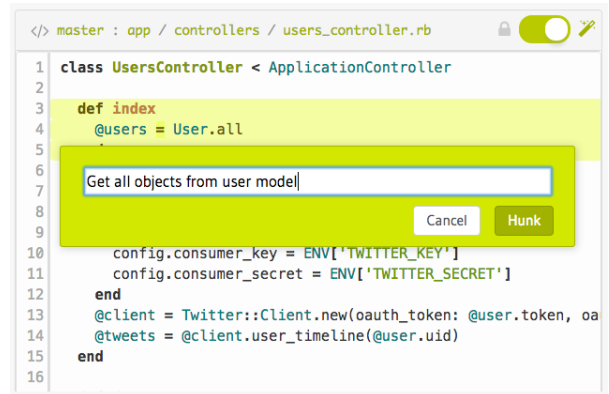 </> master : app / controllers / users_controller.rb
1 class UsersController < ApplicationController
2
3 def index
4 @users = User.all
5
6
7 Get all objects from user model
8 Cancel Hunk
9
10 config.consumer_key = ENV['TWITTER_KEY']
11 config.consumer_secret = ENV['TWITTER_SECRET']
12 end
13 @client = Twitter::Client.new(oauth_token: @user.token, oa
14 @tweets = @client.user_timeline(@user.uid)
15 end
16